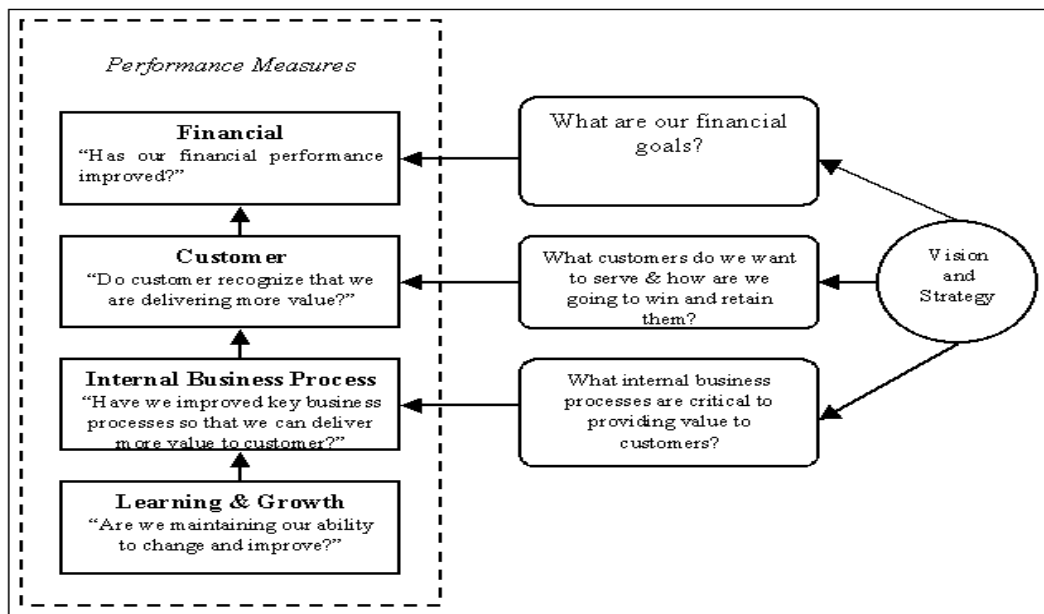 Performance Measures
Financial
“Has our financial performance
improved?”
What are our financial
goals?
Customer
“Do customer recognize that we
are delivering more value?”
What customers do we want
to serve & how are we
going to win and retain
them?
Vision
and
Strategy
Internal Business Process
“Have we improved key business
processes so that we can deliver
more value to customer?”
What internal business
processes are critical to
providing value to
customers?
Learning & Growth
“Are we maintaining our ability
to change and improve?”